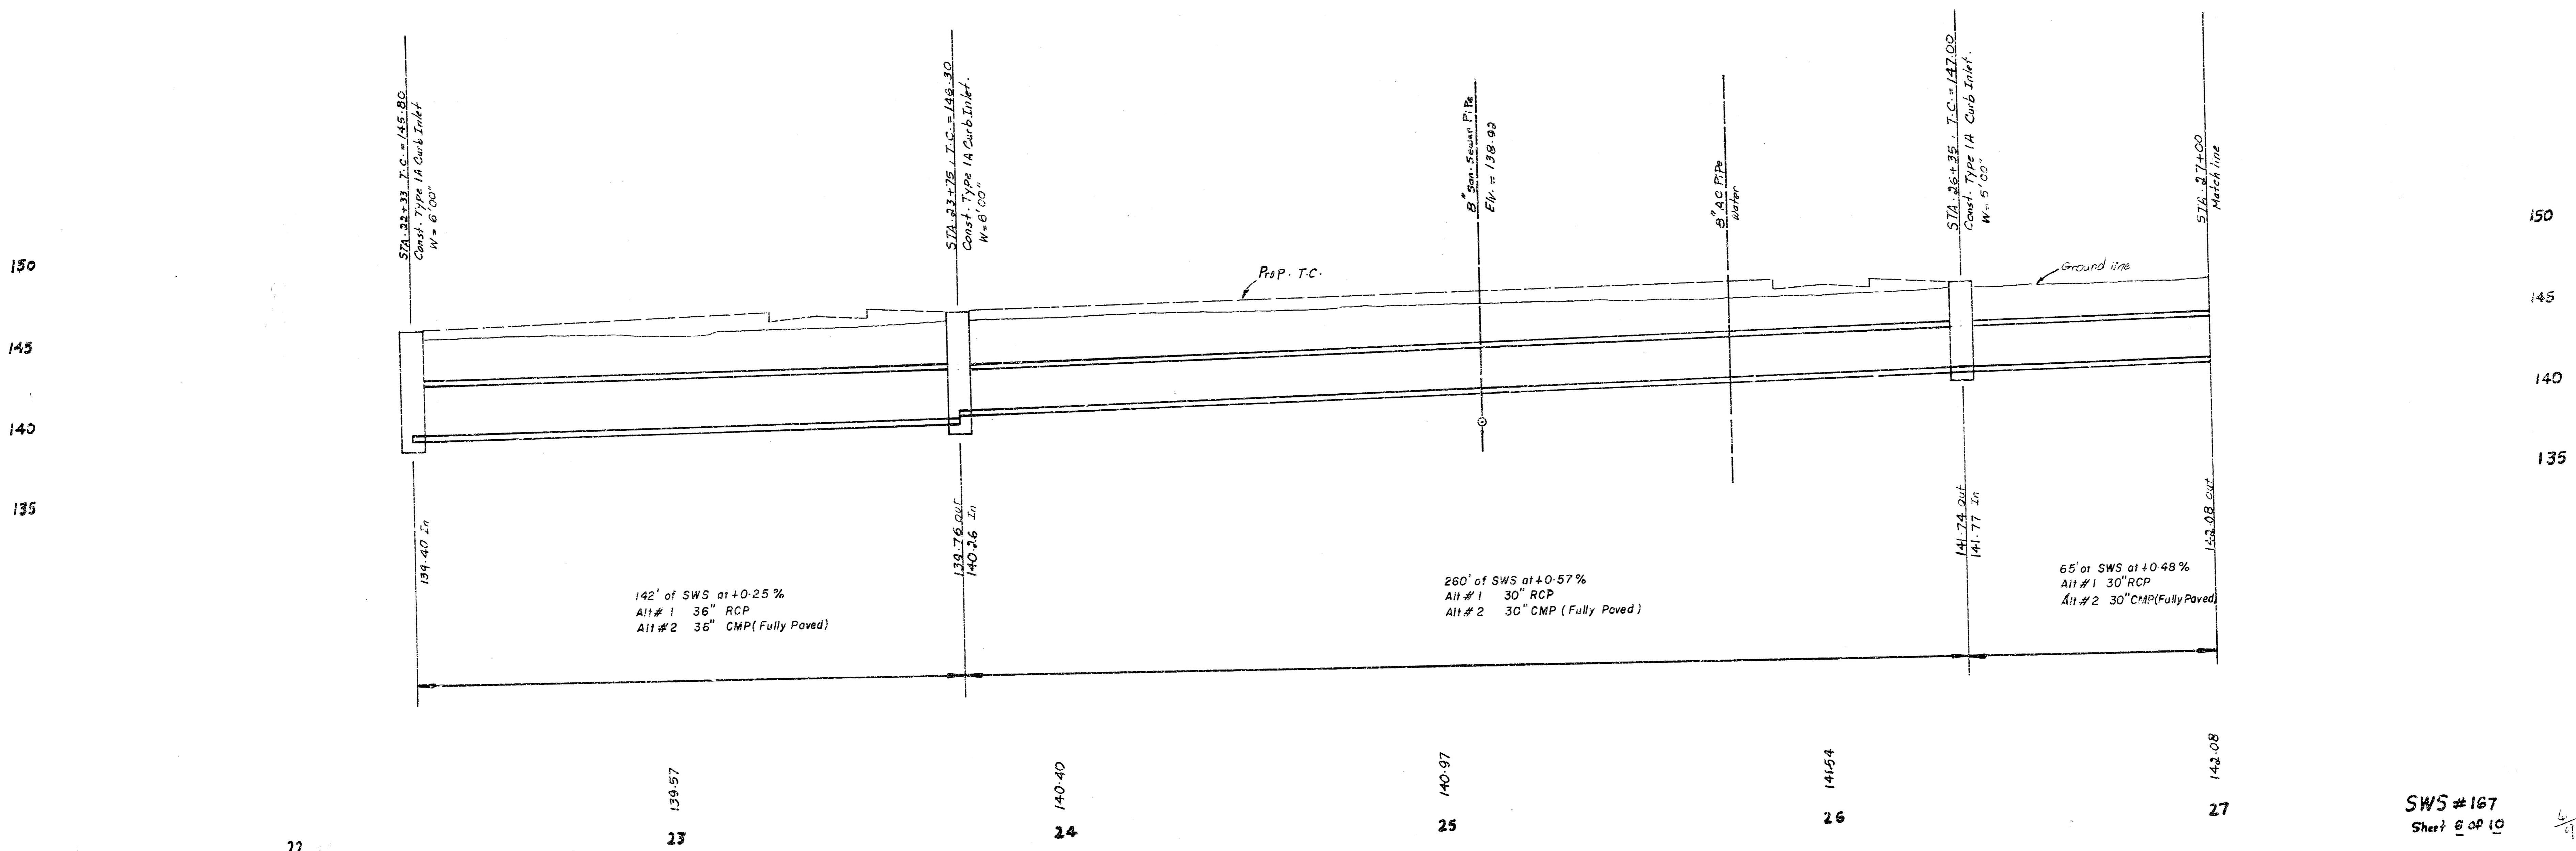 STA. 22+33 T.C. = 145.80
Const. Type 1A Curb Inlet
W = 6'00"
STA. 23+75, T.C. = 146.30
Const. Type 1A Curb Inlet.
8" San. Sewar Pipe
Elv. = 138.92
8" AC Pipe
Water
STA. 26+35, T.C. = 147.00
Const. Type 1A Curb Inlet.
W = 5'00"
STA. 27+00
Matchline
150
145
140
135
150
145
140
135
Prop. T.C.
Ground line
139.40 In
139.76 out
140.26 In
141.74 out
141.77 In
142.08 out
142' of SWS at +0.25 %
Alt # 1 36" RCP
Alt # 2 36" CMP (Fully Paved)
260' of SWS at +0.57 %
Alt # 1 30" RCP
Alt # 2 30" CMP (Fully Paved)
65' of SWS at +0.48 %
Alt # 1 30" RCP
Alt # 2 30" CMP (Fully Paved)
139.57
140.40
140.97
141.54
142.08
22
23
24
25
26
27
SWS #167
Sheet 6 of 10